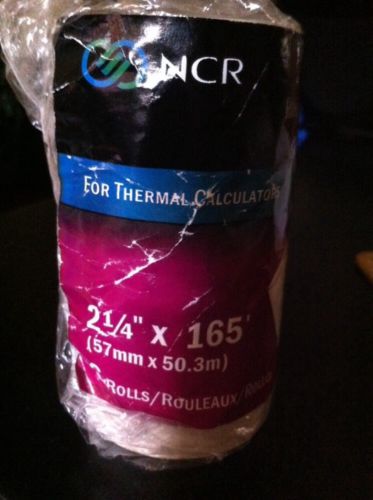 NCR
FOR THERMAL CALCULATORS
2¼" x 165'
(57mm x 50.3m)
ROLLS/ROULEAUX/